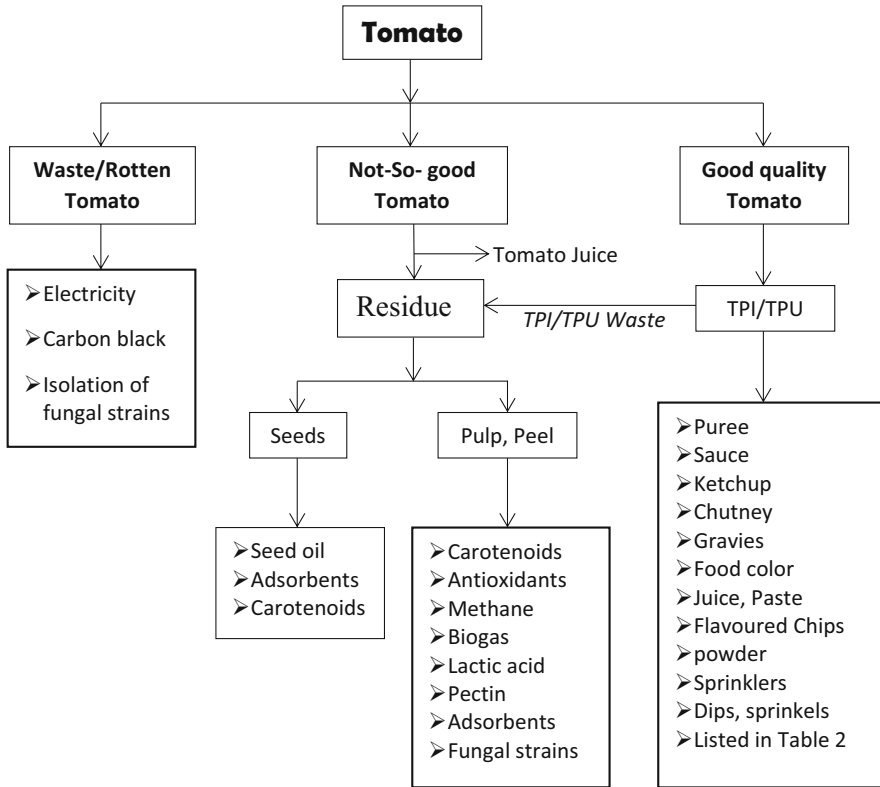 Tomato
Waste/Rotten
Tomato
Not-So- good
Tomato
Good quality
Tomato
Tomato Juice
➢Electricity
➢Carbon black
➢Isolation of
fungal strains
Residue
TPI/TPU Waste
TPI/TPU
Seeds
Pulp, Peel
➢Seed oil
➢Adsorbents
➢Carotenoids
➢Carotenoids
➢Antioxidants
➢Methane
➢Biogas
➢Lactic acid
➢Pectin
➢Adsorbents
➢Fungal strains
➢Puree
➢Sauce
➢Ketchup
➢Chutney
➢Gravies
➢Food color
➢Juice, Paste
➢Flavoured Chips
➢powder
➢Sprinklers
➢Dips, sprinkels
➢Listed in Table 2